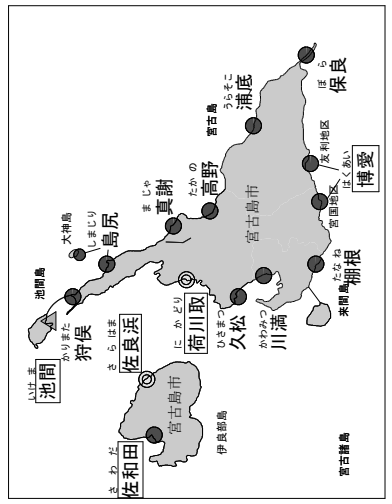 いけま
池間
池間島
かりまた
狩俣
大神島
しまじり
島尻
まじゃ
真謝
たかの
高野
宮古島
うらそこ
浦底
ぼら
保良
友利地区
はくあい
博愛
宮国地区
たなね
棚根
来間島
宮古島市
かわみつ
川満
ひさまつ
久松
にかどり
荷川取
さらはま
佐良浜
宮古島市
さわだ
佐和田
伊良部島
宮古諸島